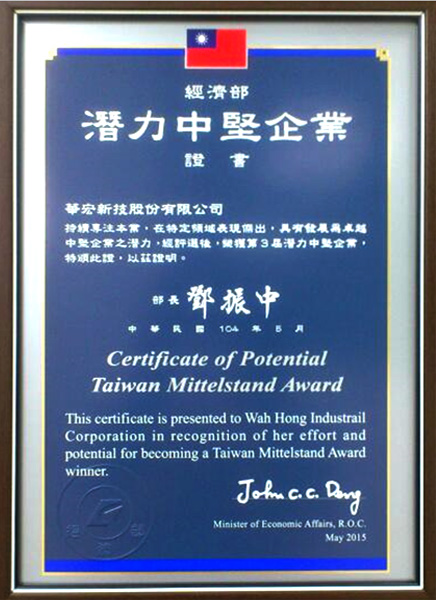 經濟部
潛力中堅企業
證書
華宏新技股份有限公司
持續專注本業，在特定領域表現傑出，具有發展為卓越
中堅企業之潛力，經評選後，榮獲第3屆潛力中堅企業，
特頒此證，以茲證明。
部長 鄧振中
中華民國 104 年 5 月
Certificate of Potential
Taiwan Mittelstand Award
This certificate is presented to Wah Hong Industrail
Corporation in recognition of her effort and
potential for becoming a Taiwan Mittelstand Award
winner.
John C. C. Deng
Minister of Economic Affairs, R.O.C.
May 2015